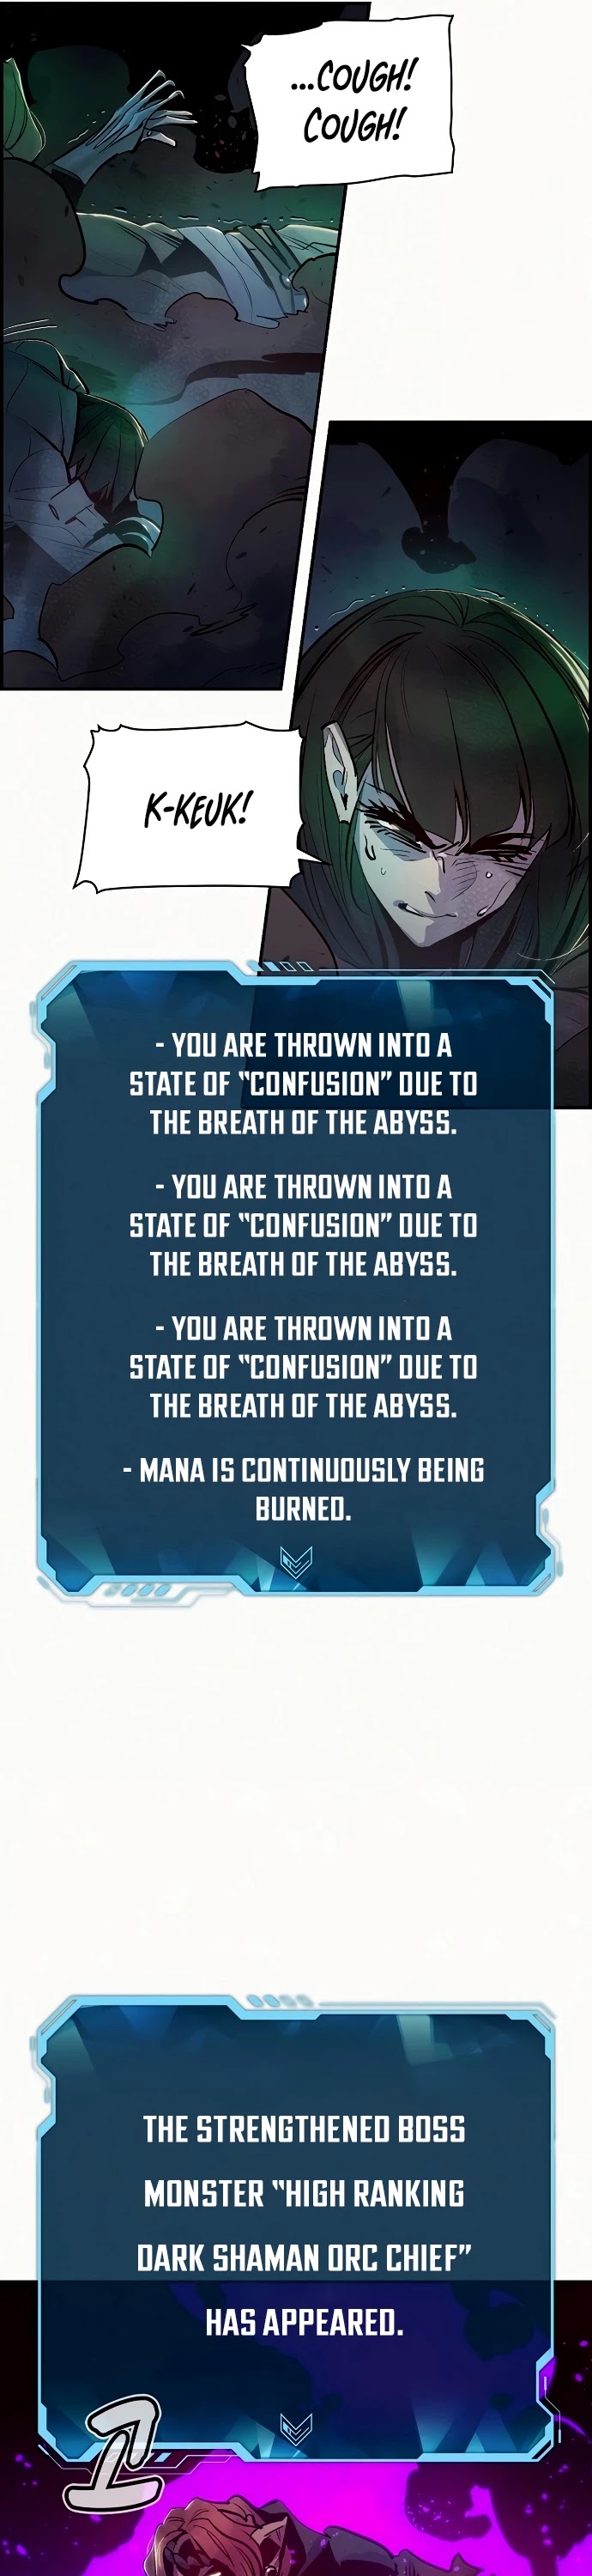 ...COUGH!
COUGH!
K-KEUK!
- YOU ARE THROWN INTO A
STATE OF "CONFUSION" DUE TO
THE BREATH OF THE ABYSS.
- YOU ARE THROWN INTO A
STATE OF "CONFUSION" DUE TO
THE BREATH OF THE ABYSS.
- YOU ARE THROWN INTO A
STATE OF "CONFUSION" DUE TO
THE BREATH OF THE ABYSS.
- MANA IS CONTINUOUSLY BEING
BURNED.
THE STRENGTHENED BOSS
MONSTER "HIGH RANKING
DARK SHAMAN ORC CHIEF"
HAS APPEARED.